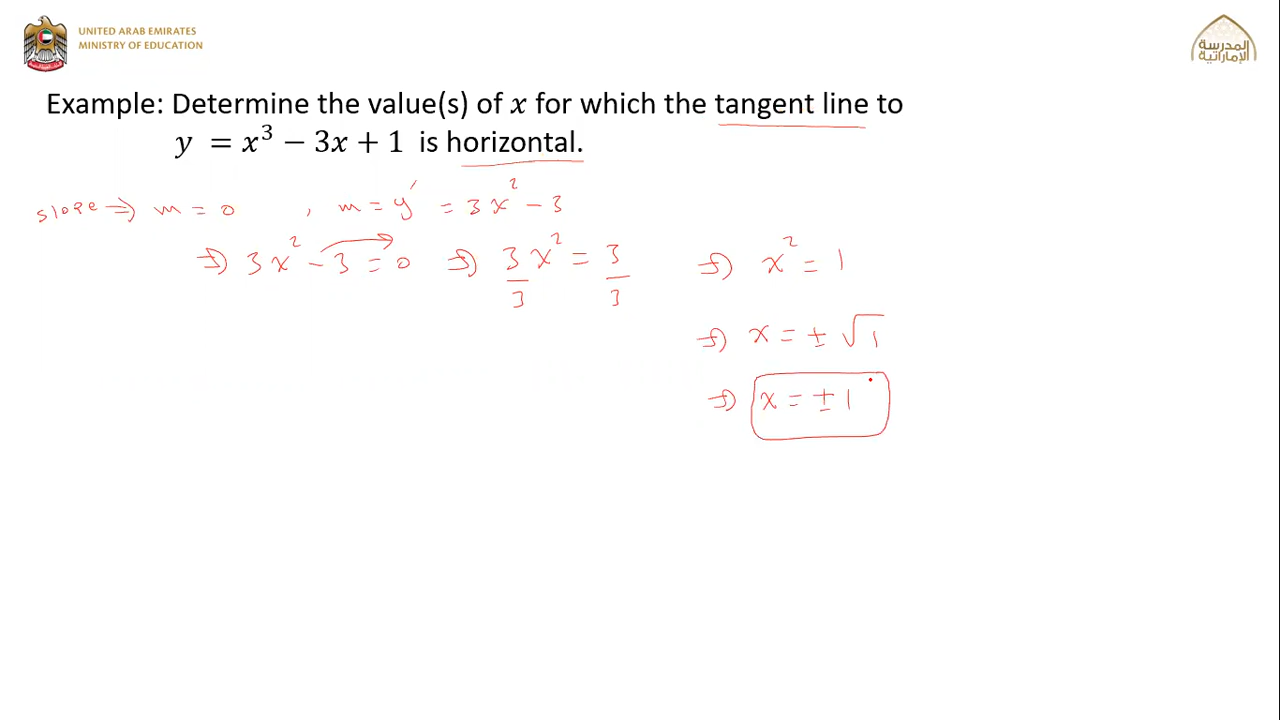 UNITED ARAB EMIRATES
MINISTRY OF EDUCATION
المدرسة
الإماراتية
Example: Determine the value(s) of x for which the tangent line to
y = x³ − 3x + 1 is horizontal.
slope ⇒ m = 0 , m = y′ = 3x² − 3
⇒ 3x² − 3 = 0 ⇒ 3x²/3 = 3/3 ⇒ x² = 1
⇒ x = ± √1
⇒ x = ± 1